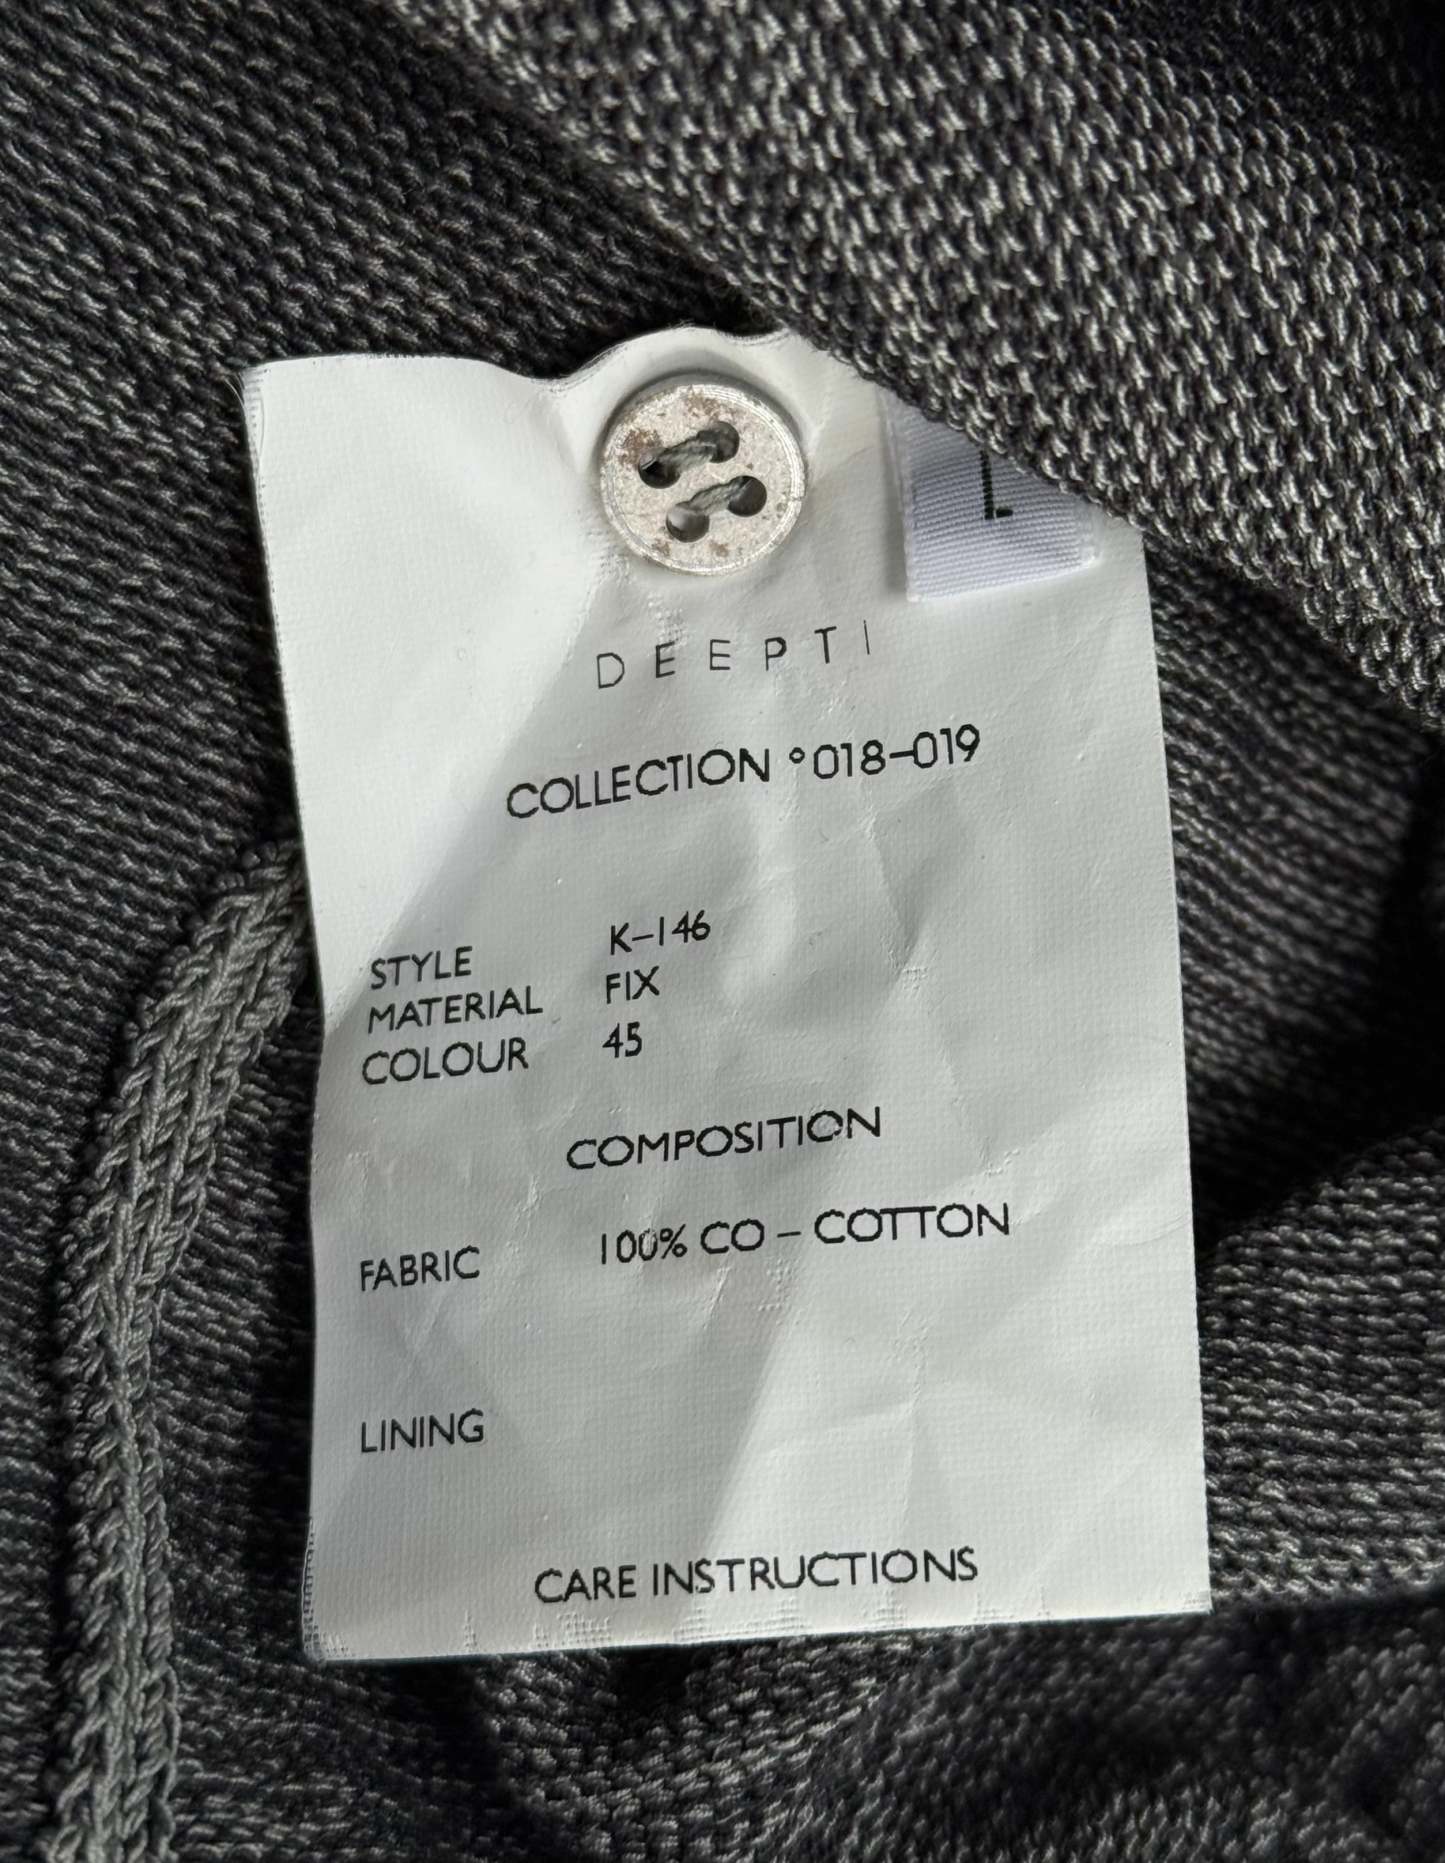 L
DEEPTI
COLLECTION °018–019
STYLE K–146
MATERIAL FIX
COLOUR 45
COMPOSITION
FABRIC 100% CO – COTTON
LINING
CARE INSTRUCTIONS